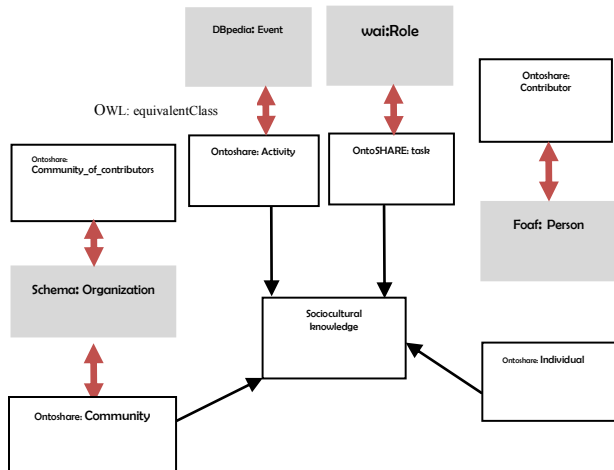 DBpedia: Event
wai:Role
Ontoshare:
Contributor
OWL: equivalentClass
Ontoshare: Activity
OntoSHARE: task
Ontoshare:
Community_of_contributors
Foaf: Person
Schema: Organization
Sociocultural
knowledge
Ontoshare: Individual
Ontoshare: Community